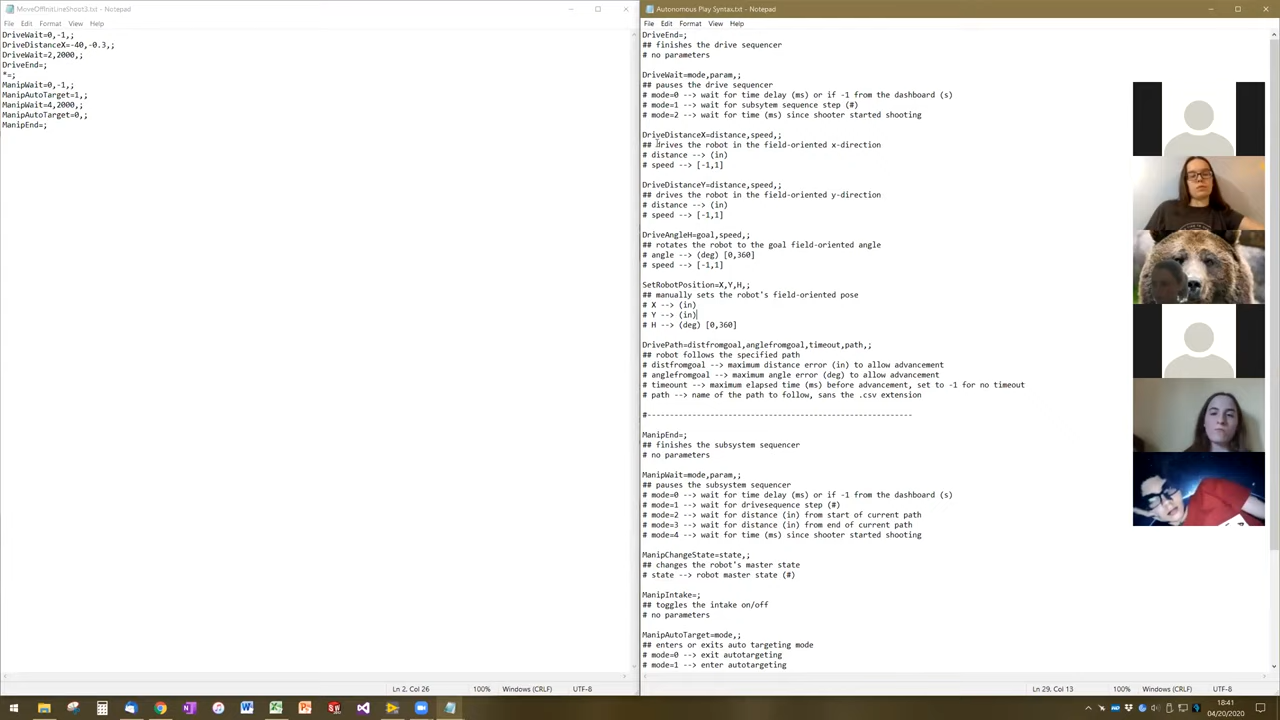 MoveOffInitLineShoot3.txt - Notepad
File Edit Format View Help
DriveWait=0,-1,;
DriveDistanceX=-40,-0.3,;
DriveWait=2,2000,;
DriveEnd=;
*=;
ManipWait=0,-1,;
ManipAutoTarget=1,;
ManipWait=4,2000,;
ManipAutoTarget=0,;
ManipEnd=;
Ln 2, Col 26 100% Windows (CRLF) UTF-8
Autonomous Play Syntax.txt - Notepad
File Edit Format View Help
DriveEnd=;
## finishes the drive sequencer
# no parameters
DriveWait=mode,param,;
## pauses the drive sequencer
# mode=0 --> wait for time delay (ms) or if -1 from the dashboard (s)
# mode=1 --> wait for subsytem sequence step (#)
# mode=2 --> wait for time (ms) since shooter started shooting
DriveDistanceX=distance,speed,;
## drives the robot in the field-oriented x-direction
# distance --> (in)
# speed --> [-1,1]
DriveDistanceY=distance,speed,;
## drives the robot in the field-oriented y-direction
# distance --> (in)
# speed --> [-1,1]
DriveAngleH=goal,speed,;
## rotates the robot to the goal field-oriented angle
# angle --> (deg) [0,360]
# speed --> [-1,1]
SetRobotPosition=X,Y,H,;
## manually sets the robot's field-oriented pose
# X --> (in)
# Y --> (in)
# H --> (deg) [0,360]
DrivePath=distfromgoal,anglefromgoal,timeout,path,;
## robot follows the specified path
# distfromgoal --> maximum distance error (in) to allow advancement
# anglefromgoal --> maximum angle error (deg) to allow advancement
# timeount --> maximum elapsed time (ms) before advancement, set to -1 for no timeout
# path --> name of the path to follow, sans the .csv extension
#------------------------------------------------------------
ManipEnd=;
## finishes the subsystem sequencer
# no parameters
ManipWait=mode,param,;
## pauses the subsystem sequencer
# mode=0 --> wait for time delay (ms) or if -1 from the dashboard (s)
# mode=1 --> wait for drivesequence step (#)
# mode=2 --> wait for distance (in) from start of current path
# mode=3 --> wait for distance (in) from end of current path
# mode=4 --> wait for time (ms) since shooter started shooting
ManipChangeState=state,;
## changes the robot's master state
# state --> robot master state (#)
ManipIntake=;
## toggles the intake on/off
# no parameters
ManipAutoTarget=mode,;
## enters or exits auto targeting mode
# mode=0 --> exit autotargeting
# mode=1 --> enter autotargeting
Ln 29, Col 13 100% Windows (CRLF) UTF-8
18:41
04/20/2020